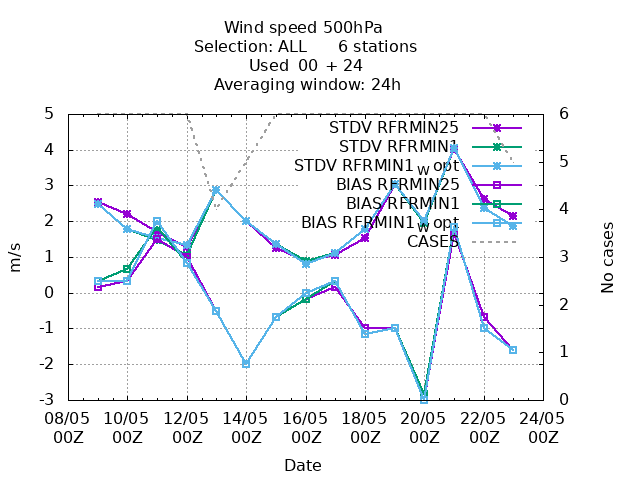 Wind speed 500hPa
Selection: ALL 6 stations
Used 00 + 24
Averaging window: 24h
STDV RFRMIN25
STDV RFRMIN1
STDV RFRMIN1_w opt
BIAS RFRMIN25
BIAS RFRMIN1
BIAS RFRMIN1_w opt
CASES
5
4
3
2
1
0
-1
-2
-3
m/s
6
5
4
3
2
1
0
No cases
08/05 10/05 12/05 14/05 16/05 18/05 20/05 22/05 24/05
00Z 00Z 00Z 00Z 00Z 00Z 00Z 00Z 00Z
Date